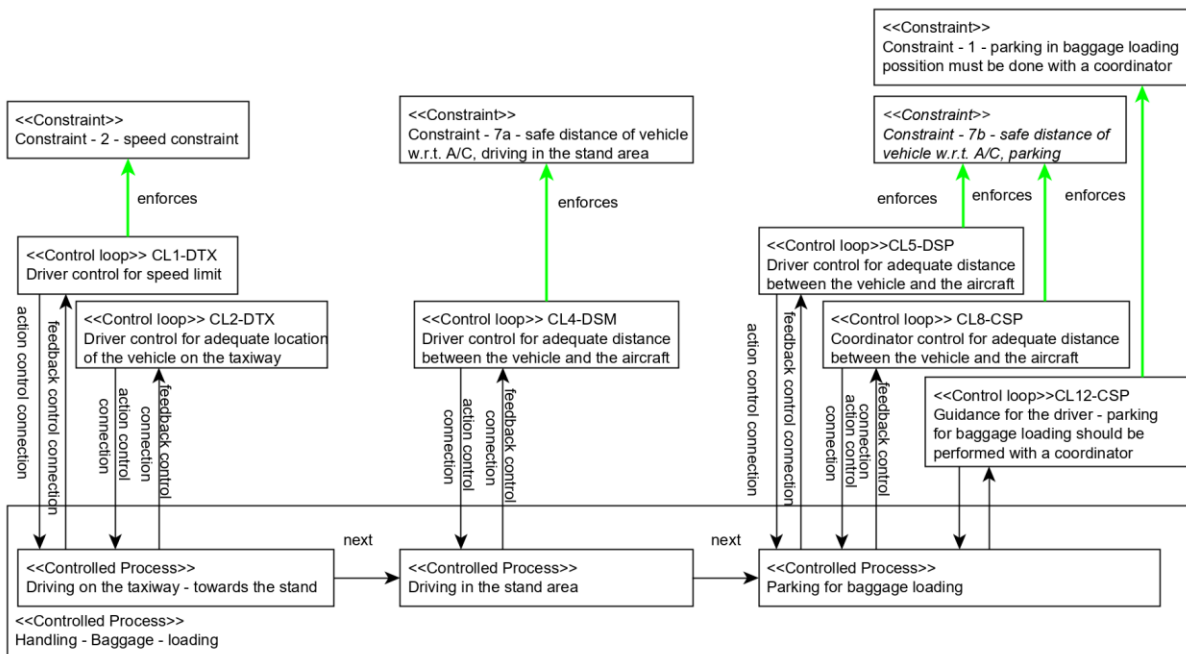 <<Constraint>>
Constraint - 1 - parking in baggage loading
possition must be done with a coordinator
<<Constraint>>
Constraint - 2 - speed constraint
<<Constraint>>
Constraint - 7a - safe distance of vehicle
w.r.t. A/C, driving in the stand area
<<Constraint>>
Constraint - 7b - safe distance of
vehicle w.r.t. A/C, parking
enforces
enforces
enforces
enforces
<<Control loop>> CL1-DTX
Driver control for speed limit
<<Control loop>>CL5-DSP
Driver control for adequate distance
between the vehicle and the aircraft
<<Control loop>> CL2-DTX
Driver control for adequate location
of the vehicle on the taxiway
<<Control loop>> CL4-DSM
Driver control for adequate distance
between the vehicle and the aircraft
<<Control loop>> CL8-CSP
Coordinator control for adequate distance
between the vehicle and the aircraft
<<Control loop>>CL12-CSP
Guidance for the driver - parking
for baggage loading should be
performed with a coordinator
action control connection
feedback control connection
action control
connection
feedback control
connection
action control
connection
feedback control
connection
action control connection
feedback control connection
action control
connection
feedback control
connection
next
next
<<Controlled Process>>
Driving on the taxiway - towards the stand
<<Controlled Process>>
Driving in the stand area
<<Controlled Process>>
Parking for baggage loading
<<Controlled Process>>
Handling - Baggage - loading